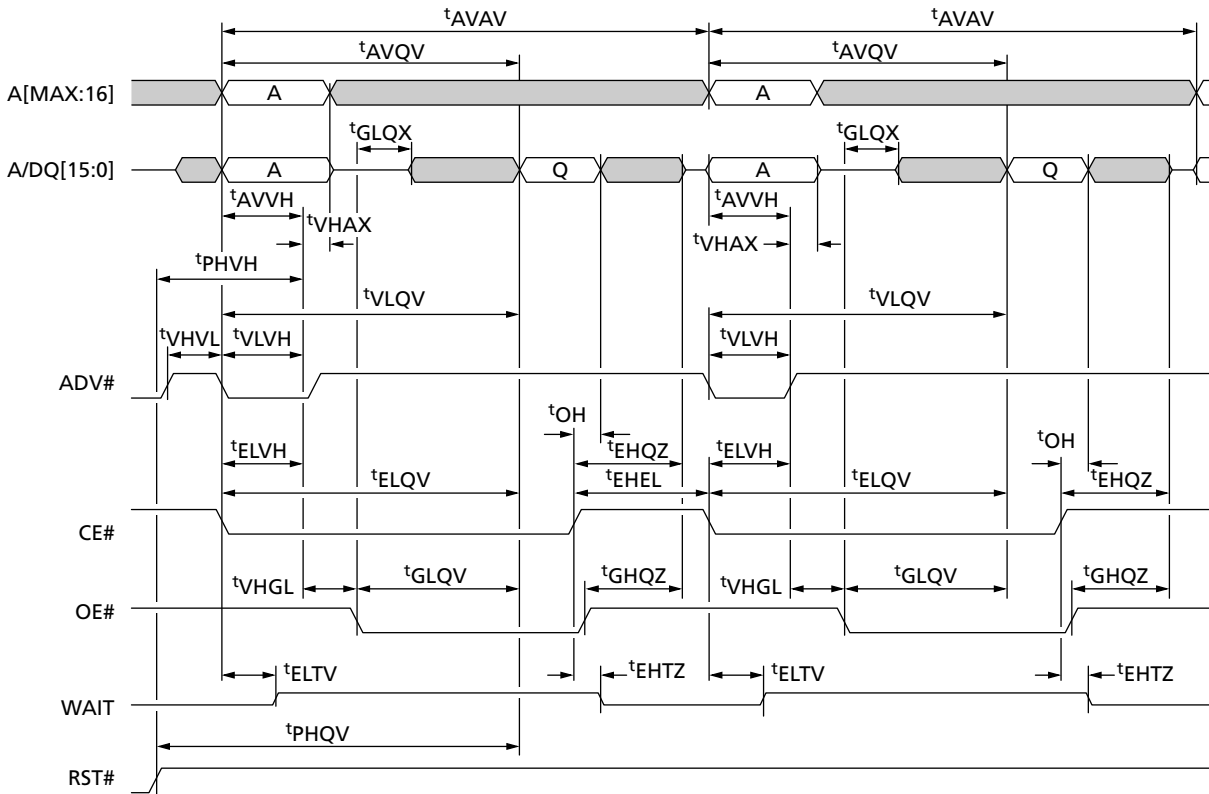 tAVAV tAVAV
tAVQV tAVQV
A[MAX:16] A A
tGLQX tGLQX
A/DQ[15:0] A Q A Q
tAVVH tAVVH
tVHAX tVHAX
tPHVH
tVLQV tVLQV
tVHVL tVLVH tVLVH
ADV#
tOH tOH
tELVH tEHQZ tELVH
tELQV tEHEL tELQV tEHQZ
CE#
tVHGL tGLQV tGHQZ tVHGL tGLQV tGHQZ
OE#
tELTV tEHTZ tELTV tEHTZ
WAIT
tPHQV
RST#